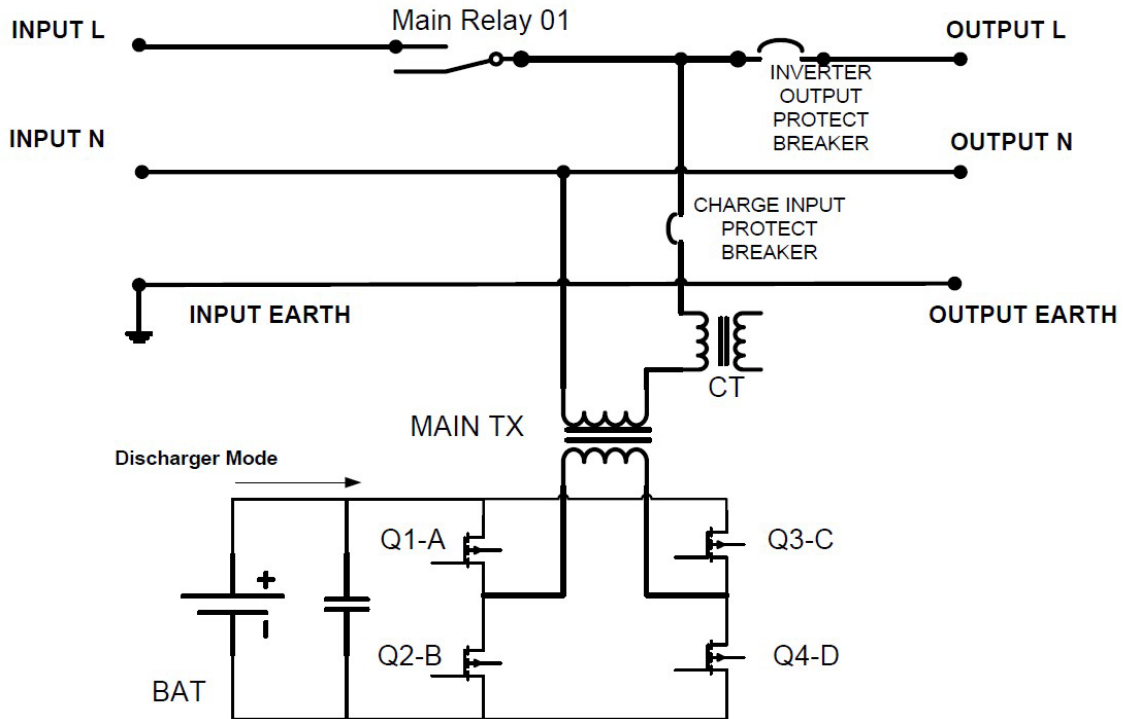 INPUT L
Main Relay 01
OUTPUT L
INVERTER
OUTPUT
PROTECT
BREAKER
INPUT N
OUTPUT N
CHARGE INPUT
PROTECT
BREAKER
INPUT EARTH
OUTPUT EARTH
CT
MAIN TX
Discharger Mode
Q1-A
Q3-C
+
Q2-B
Q4-D
BAT